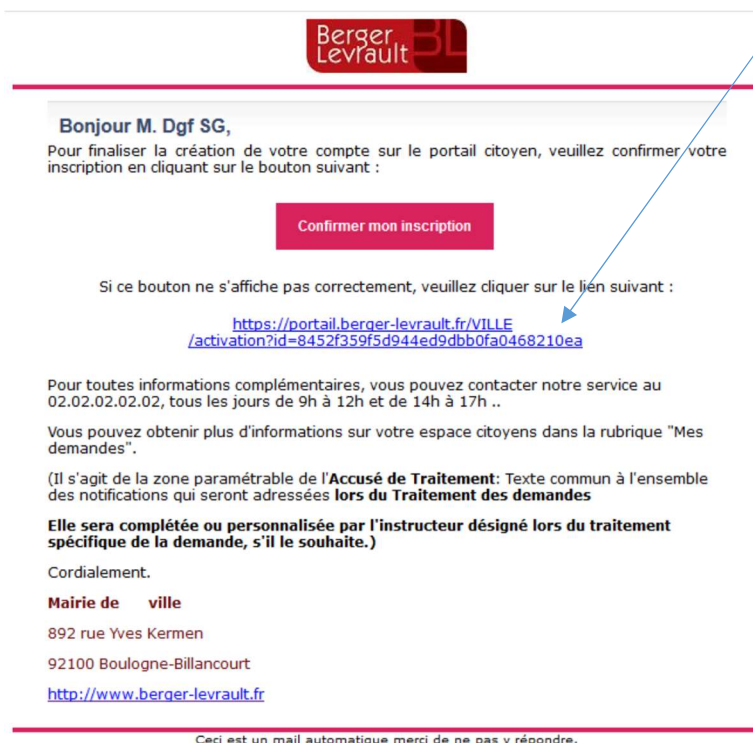 Berger
Levrault BL
Bonjour M. Dgf SG,
Pour finaliser la création de votre compte sur le portail citoyen, veuillez confirmer votre
inscription en cliquant sur le bouton suivant :
Confirmer mon inscription
Si ce bouton ne s'affiche pas correctement, veuillez cliquer sur le lien suivant :
https://portail.berger-levrault.fr/VILLE
/activation?id=8452f359f5d944ed9dbb0fa0468210ea
Pour toutes informations complémentaires, vous pouvez contacter notre service au
02.02.02.02.02, tous les jours de 9h à 12h et de 14h à 17h ..
Vous pouvez obtenir plus d'informations sur votre espace citoyens dans la rubrique "Mes
demandes".
(Il s'agit de la zone paramétrable de l'Accusé de Traitement: Texte commun à l'ensemble
des notifications qui seront adressées lors du Traitement des demandes
Elle sera complétée ou personnalisée par l'instructeur désigné lors du traitement
spécifique de la demande, s'il le souhaite.)
Cordialement.
Mairie de ville
892 rue Yves Kermen
92100 Boulogne-Billancourt
http://www.berger-levrault.fr
Ceci est un mail automatique merci de ne pas y répondre.